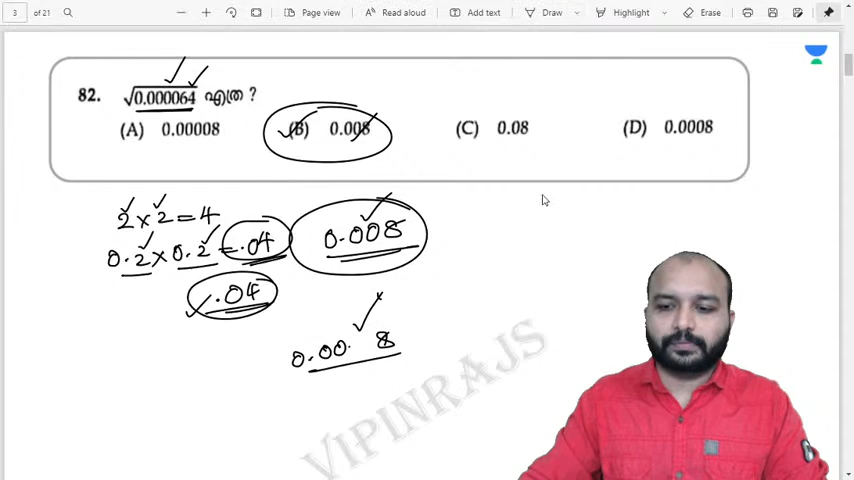 3 of 21 Page view Read aloud Add text Draw Highlight Erase
82. √0.000064 എത്ര ?
(A) 0.00008 (B) 0.008 (C) 0.08 (D) 0.0008
2 × 2 = 4
0.2 × 0.2 = .04 0.008
.04
0.00. 8
VIPINRAJS